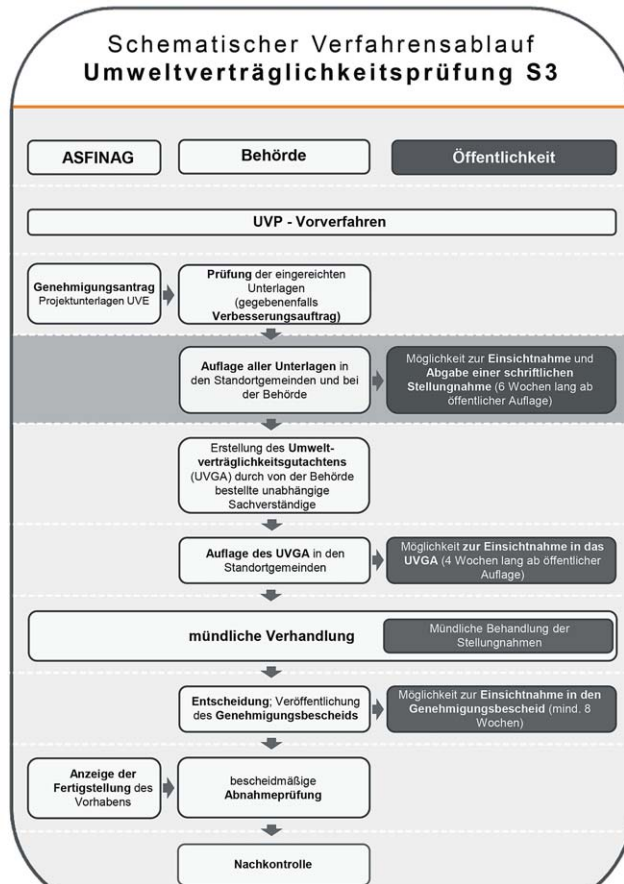 Schematischer Verfahrensablauf
Umweltverträglichkeitsprüfung S3
ASFINAG
Behörde
Öffentlichkeit
UVP - Vorverfahren
Genehmigungsantrag
Projektunterlagen UVE
Prüfung der eingereichten
Unterlagen
(gegebenenfalls
Verbesserungsauftrag)
Auflage aller Unterlagen in
den Standortgemeinden und bei
der Behörde
Möglichkeit zur Einsichtnahme und
Abgabe einer schriftlichen
Stellungnahme (6 Wochen lang ab
öffentlicher Auflage)
Erstellung des Umwelt-
verträglichkeitsgutachtens
(UVGA) durch von der Behörde
bestellte unabhängige
Sachverständige
Auflage des UVGA in den
Standortgemeinden
Möglichkeit zur Einsichtnahme in das
UVGA (4 Wochen lang ab öffentlicher
Auflage)
mündliche Verhandlung
Mündliche Behandlung der
Stellungnahmen
Entscheidung; Veröffentlichung
des Genehmigungsbescheids
Möglichkeit zur Einsichtnahme in den
Genehmigungsbescheid (mind. 8
Wochen)
Anzeige der
Fertigstellung des
Vorhabens
bescheidmäßige
Abnahmeprüfung
Nachkontrolle